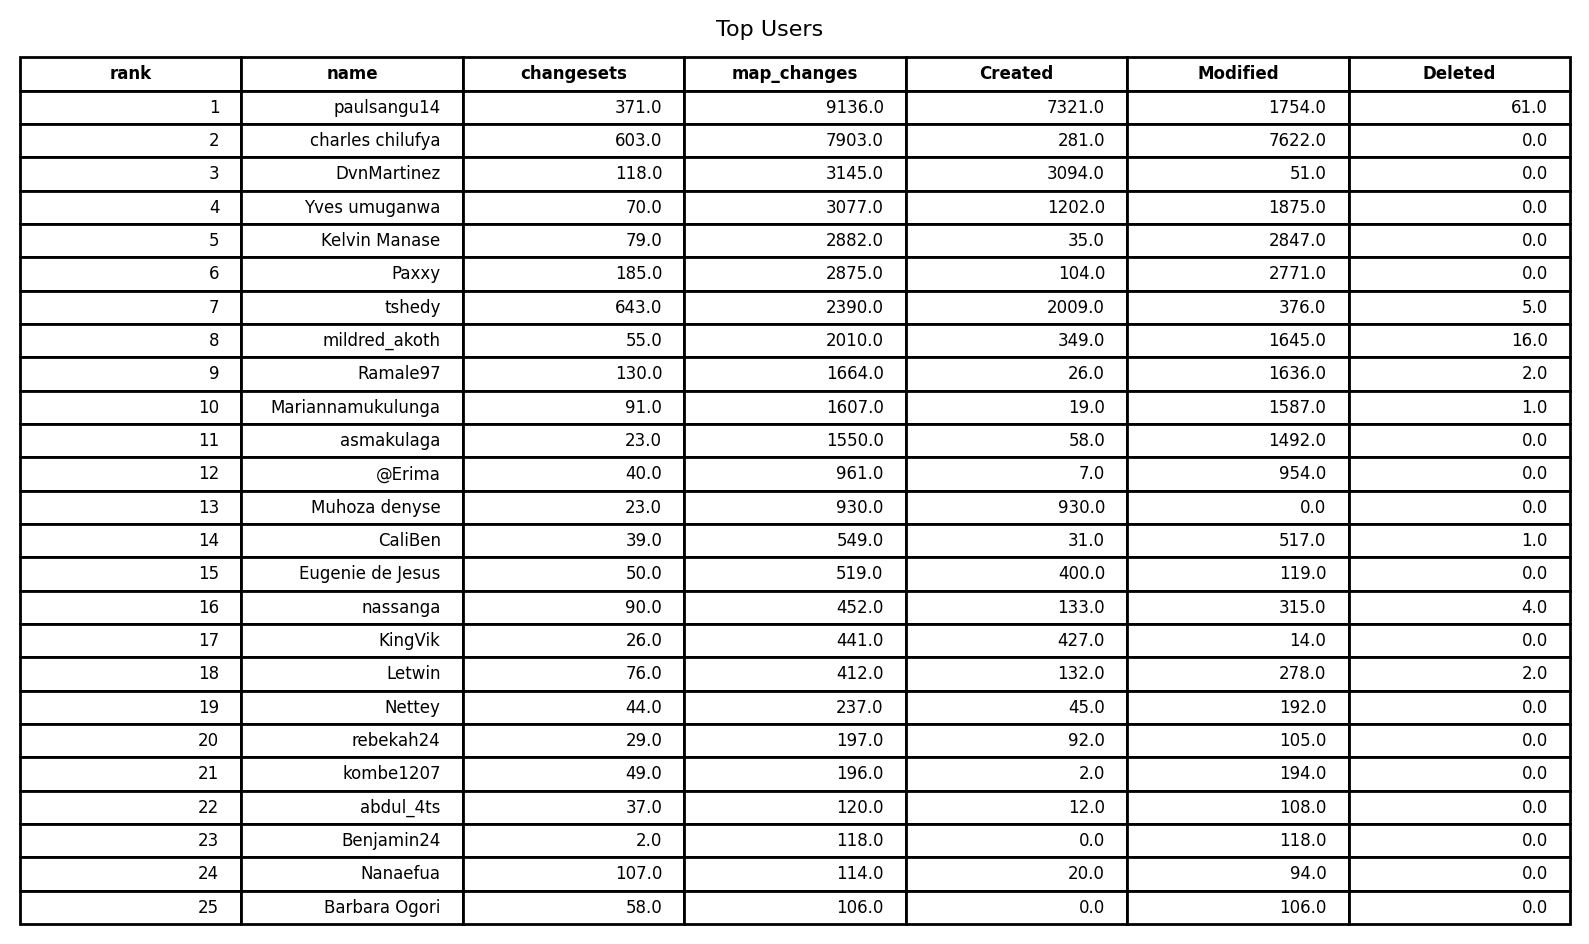 Top Users
rank name changesets map_changes Created Modified Deleted
1 paulsangu14 371.0 9136.0 7321.0 1754.0 61.0
2 charles chilufya 603.0 7903.0 281.0 7622.0 0.0
3 DvnMartinez 118.0 3145.0 3094.0 51.0 0.0
4 Yves umuganwa 70.0 3077.0 1202.0 1875.0 0.0
5 Kelvin Manase 79.0 2882.0 35.0 2847.0 0.0
6 Paxxy 185.0 2875.0 104.0 2771.0 0.0
7 tshedy 643.0 2390.0 2009.0 376.0 5.0
8 mildred_akoth 55.0 2010.0 349.0 1645.0 16.0
9 Ramale97 130.0 1664.0 26.0 1636.0 2.0
10 Mariannamukulunga 91.0 1607.0 19.0 1587.0 1.0
11 asmakulaga 23.0 1550.0 58.0 1492.0 0.0
12 @Erima 40.0 961.0 7.0 954.0 0.0
13 Muhoza denyse 23.0 930.0 930.0 0.0 0.0
14 CaliBen 39.0 549.0 31.0 517.0 1.0
15 Eugenie de Jesus 50.0 519.0 400.0 119.0 0.0
16 nassanga 90.0 452.0 133.0 315.0 4.0
17 KingVik 26.0 441.0 427.0 14.0 0.0
18 Letwin 76.0 412.0 132.0 278.0 2.0
19 Nettey 44.0 237.0 45.0 192.0 0.0
20 rebekah24 29.0 197.0 92.0 105.0 0.0
21 kombe1207 49.0 196.0 2.0 194.0 0.0
22 abdul_4ts 37.0 120.0 12.0 108.0 0.0
23 Benjamin24 2.0 118.0 0.0 118.0 0.0
24 Nanaefua 107.0 114.0 20.0 94.0 0.0
25 Barbara Ogori 58.0 106.0 0.0 106.0 0.0